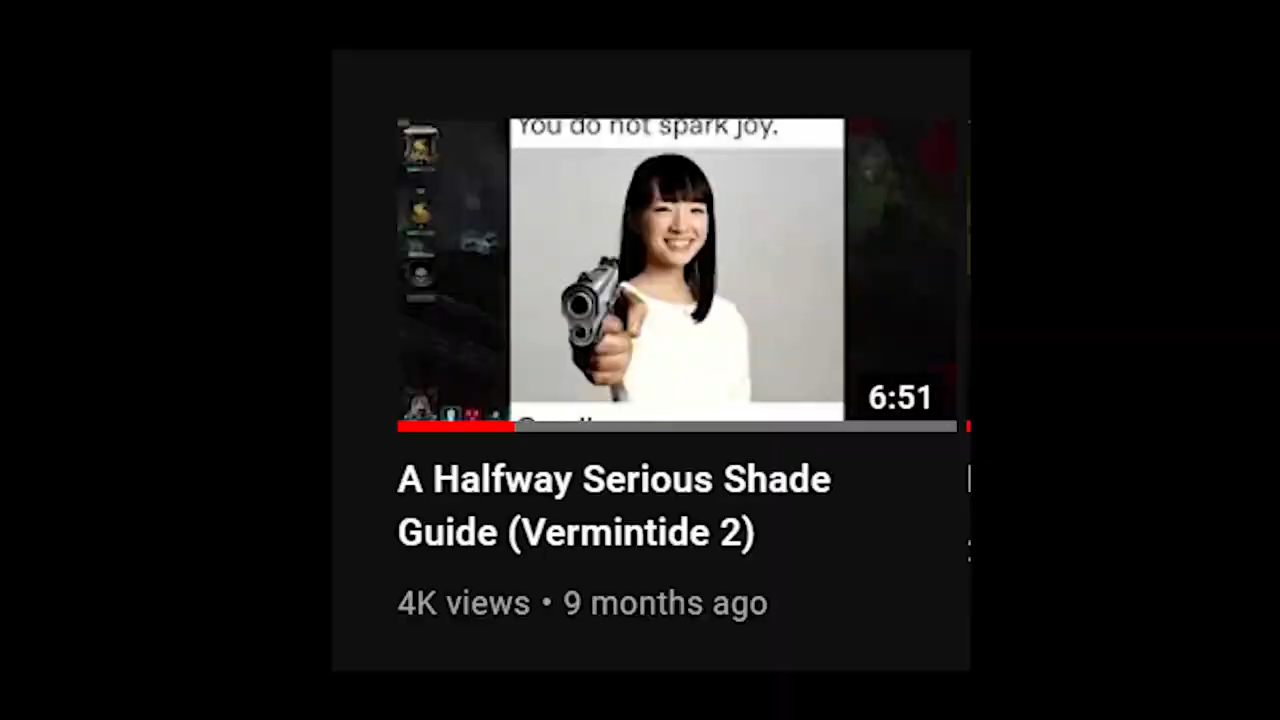 You do not spark joy.
6:51
A Halfway Serious Shade
Guide (Vermintide 2)
4K views • 9 months ago